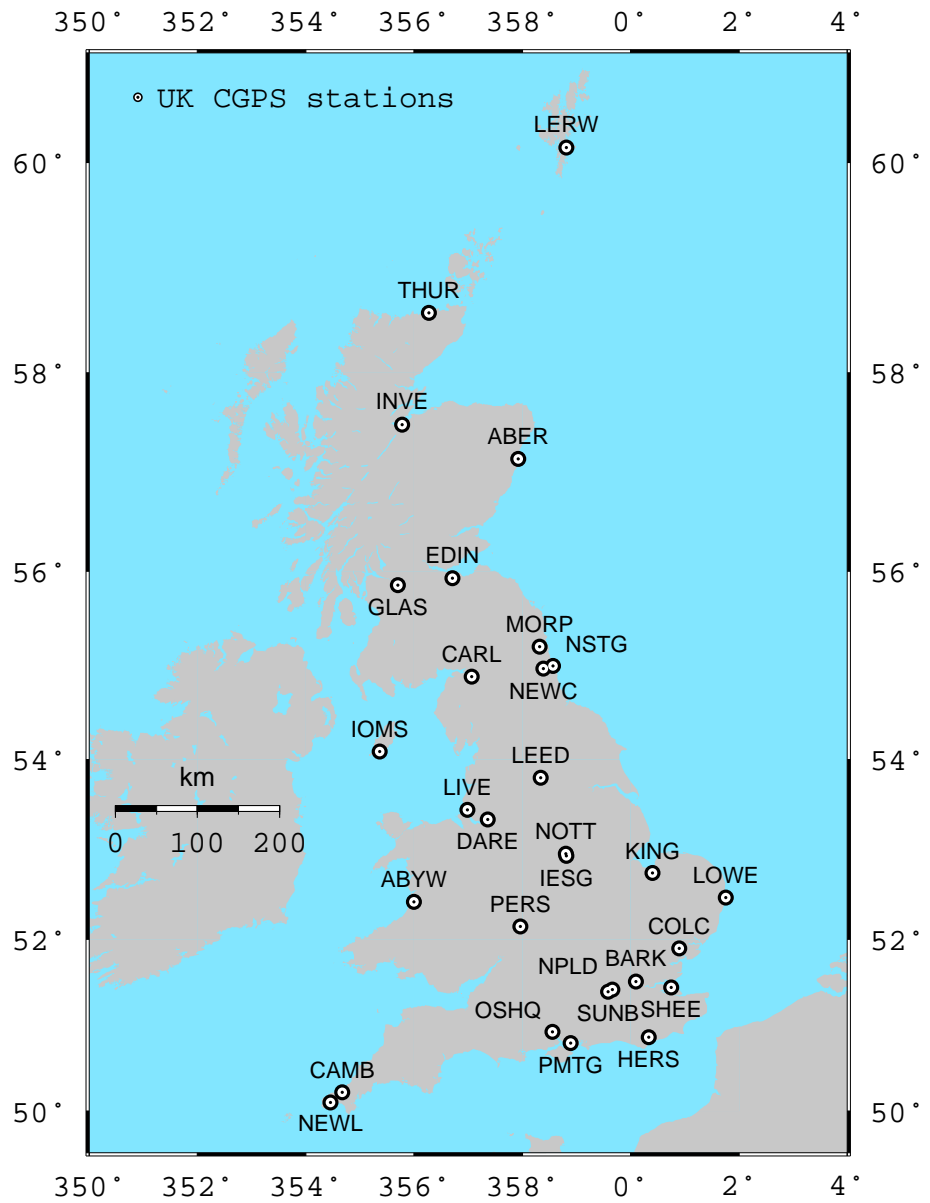 350° 352° 354° 356° 358° 0° 2° 4°
UK CGPS stations
LERW
60° 60°
THUR
58° 58°
INVE
ABER
EDIN
56° 56°
GLAS
MORP
NSTG
CARL
NEWC
IOMS
54° 54°
LEED
km
LIVE
0 100 200
DARE
NOTT
KING
IESG
ABYW
LOWE
PERS
COLC
52° 52°
BARK
NPLD
SUNB
SHEE
OSHQ
HERS
PMTG
CAMB
50° 50°
NEWL
350° 352° 354° 356° 358° 0° 2° 4°